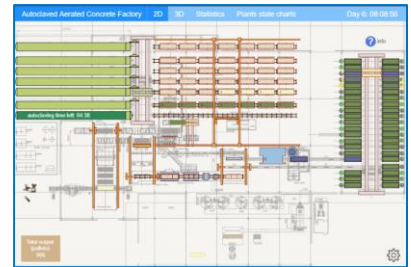 Autoclaved Aerated Concrete Factory 2D 3D Statistics Plants state charts Day 6: 08:08:50
info
autoclaving time left: 04:38
Total output
(pallets)